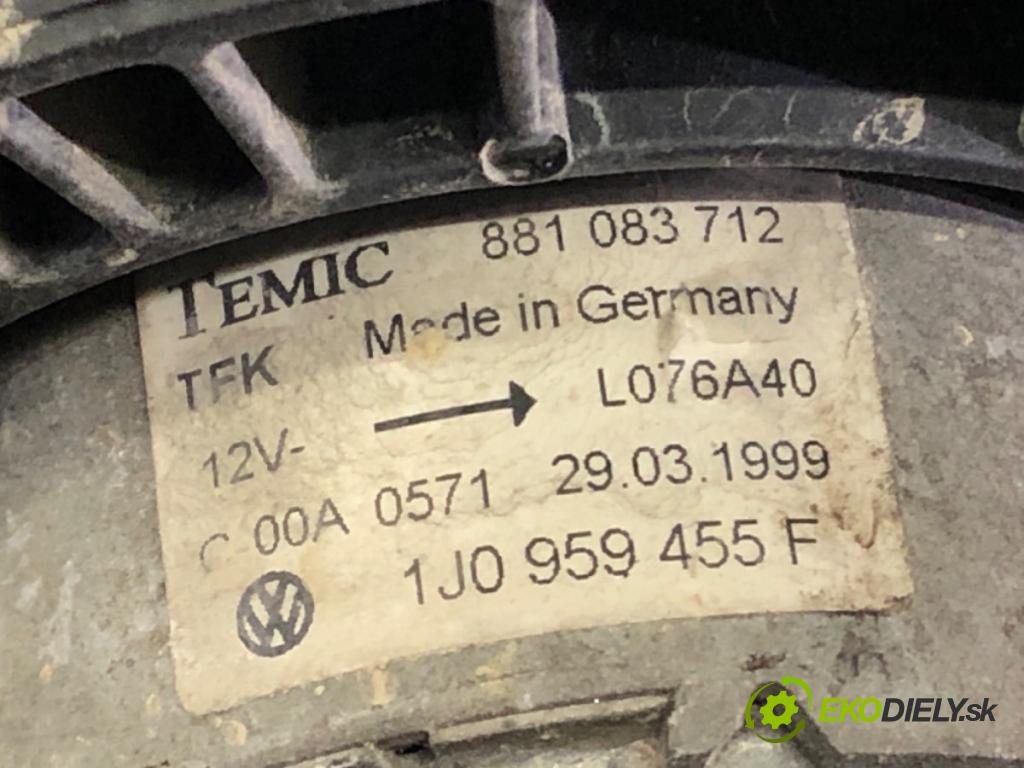 TEMIC 881 083 712
TFK Made in Germany
12V- L076A40
C 00A 0571 29.03.1999
1J0 959 455 F
EKODIELY.sk